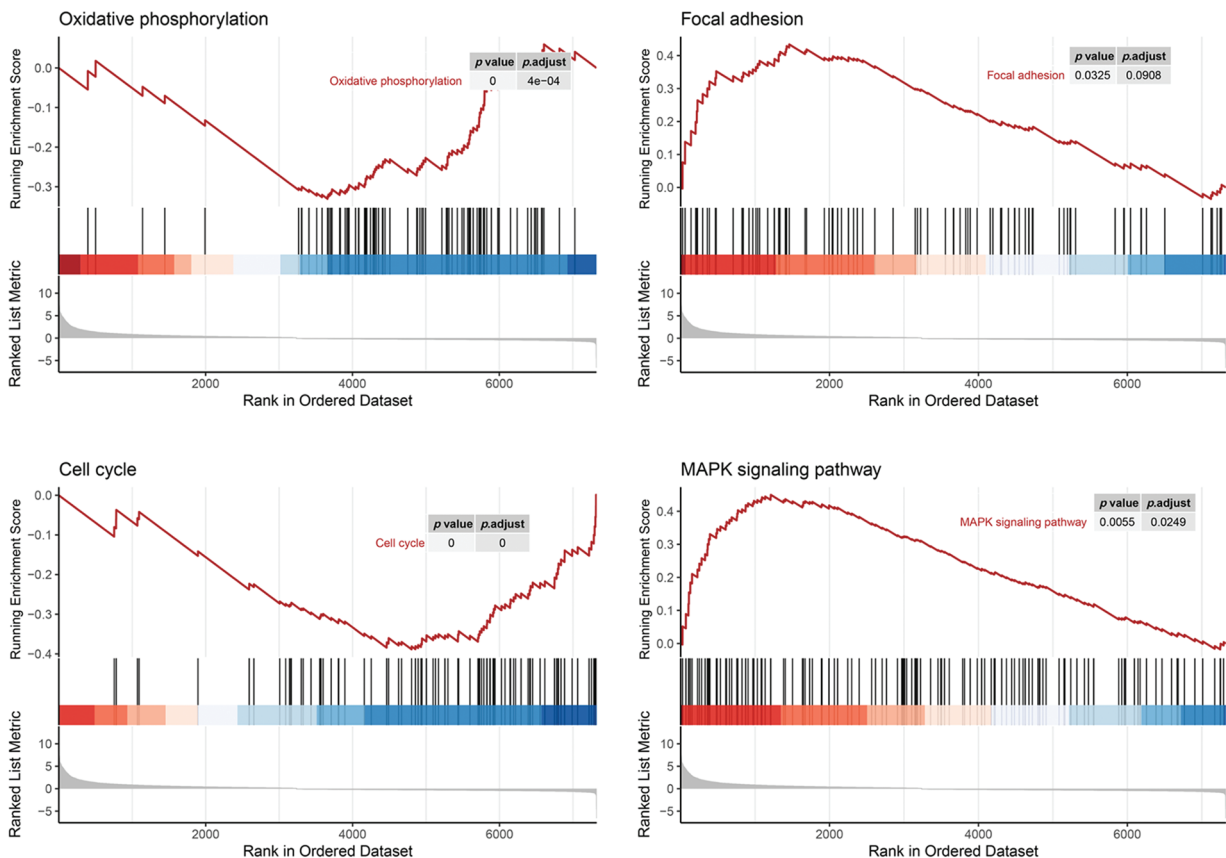 Oxidative phosphorylation
Running Enrichment Score
0.0
−0.1
−0.2
−0.3
p value p.adjust
Oxidative phosphorylation 0 4e−04
Ranked List Metric
10
5
0
−5
2000 4000 6000
Rank in Ordered Dataset
Focal adhesion
Running Enrichment Score
0.4
0.3
0.2
0.1
0.0
p value p.adjust
Focal adhesion 0.0325 0.0908
Ranked List Metric
10
5
0
−5
2000 4000 6000
Rank in Ordered Dataset
Cell cycle
Running Enrichment Score
0.0
−0.1
−0.2
−0.3
−0.4
p value p.adjust
Cell cycle 0 0
Ranked List Metric
10
5
0
−5
2000 4000 6000
Rank in Ordered Dataset
MAPK signaling pathway
Running Enrichment Score
0.4
0.3
0.2
0.1
0.0
p value p.adjust
MAPK signaling pathway 0.0055 0.0249
Ranked List Metric
10
5
0
−5
2000 4000 6000
Rank in Ordered Dataset